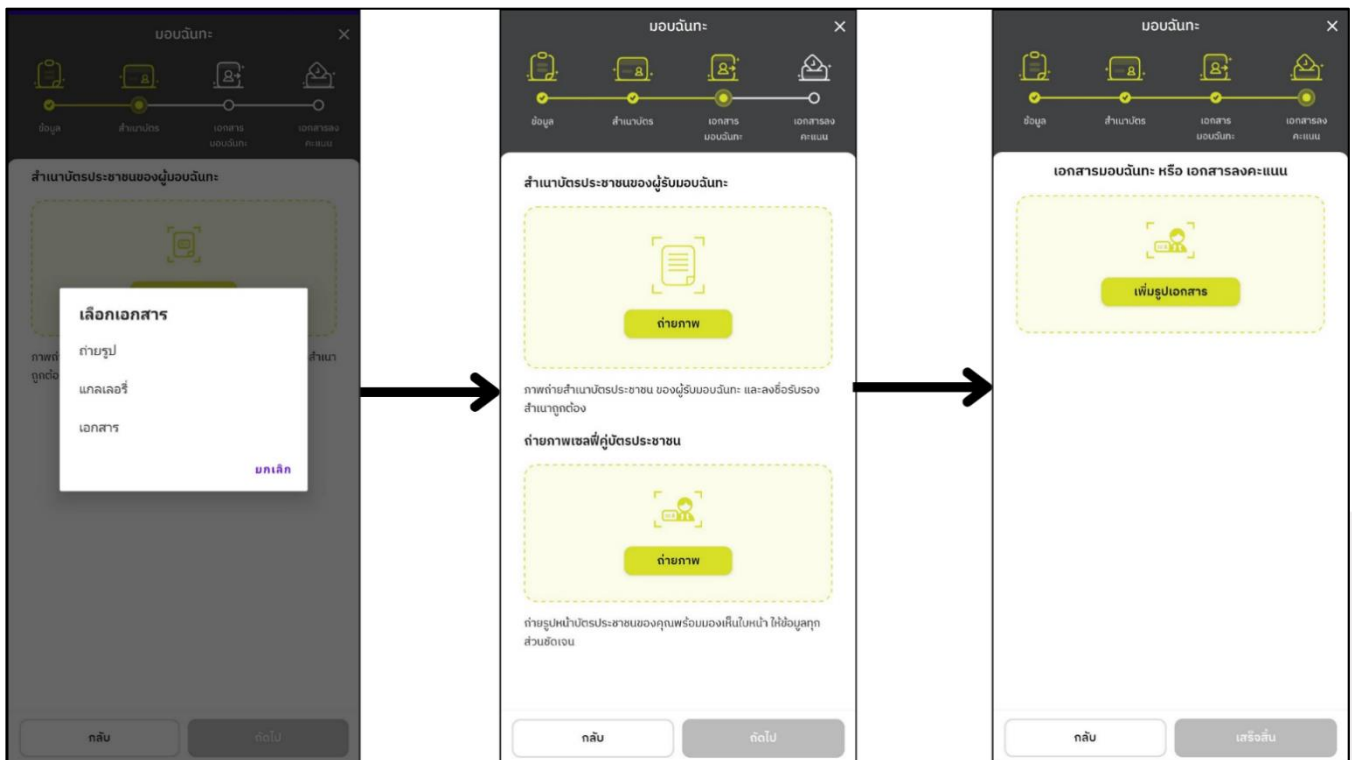 มอบฉันทะ
ข้อมูล
สำเนาบัตร
เอกสาร
มอบฉันทะ
เอกสารลง
คะแนน
สำเนาบัตรประชาชนของผู้มอบฉันทะ
เลือกเอกสาร
ถ่ายรูป
แกลเลอรี่
เอกสาร
ยกเลิก
ภาพถ่
สำเนา
ถูกต้อ
กลับ
ถัดไป
มอบฉันทะ
ข้อมูล
สำเนาบัตร
เอกสาร
มอบฉันทะ
เอกสารลง
คะแนน
สำเนาบัตรประชาชนของผู้รับมอบฉันทะ
ถ่ายภาพ
ภาพถ่ายสำเนาบัตรประชาชน ของผู้รับมอบฉันทะ และลงชื่อรับรอง
สำเนาถูกต้อง
ถ่ายภาพเซลฟี่คู่บัตรประชาชน
ถ่ายภาพ
ถ่ายรูปหน้าบัตรประชาชนของคุณพร้อมมองเห็นใบหน้า ให้ข้อมูลทุก
ส่วนชัดเจน
กลับ
ถัดไป
มอบฉันทะ
ข้อมูล
สำเนาบัตร
เอกสาร
มอบฉันทะ
เอกสารลง
คะแนน
เอกสารมอบฉันทะ หรือ เอกสารลงคะแนน
เพิ่มรูปเอกสาร
กลับ
เสร็จสิ้น